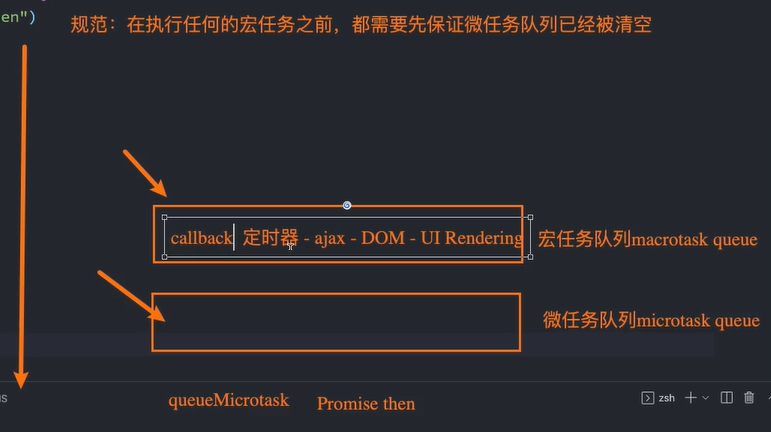 en")
规范：在执行任何的宏任务之前，都需要先保证微任务队列已经被清空
callback 定时器 - ajax - DOM - UI Rendering 宏任务队列macrotask queue
微任务队列microtask queue
zsh
queueMicrotask Promise then